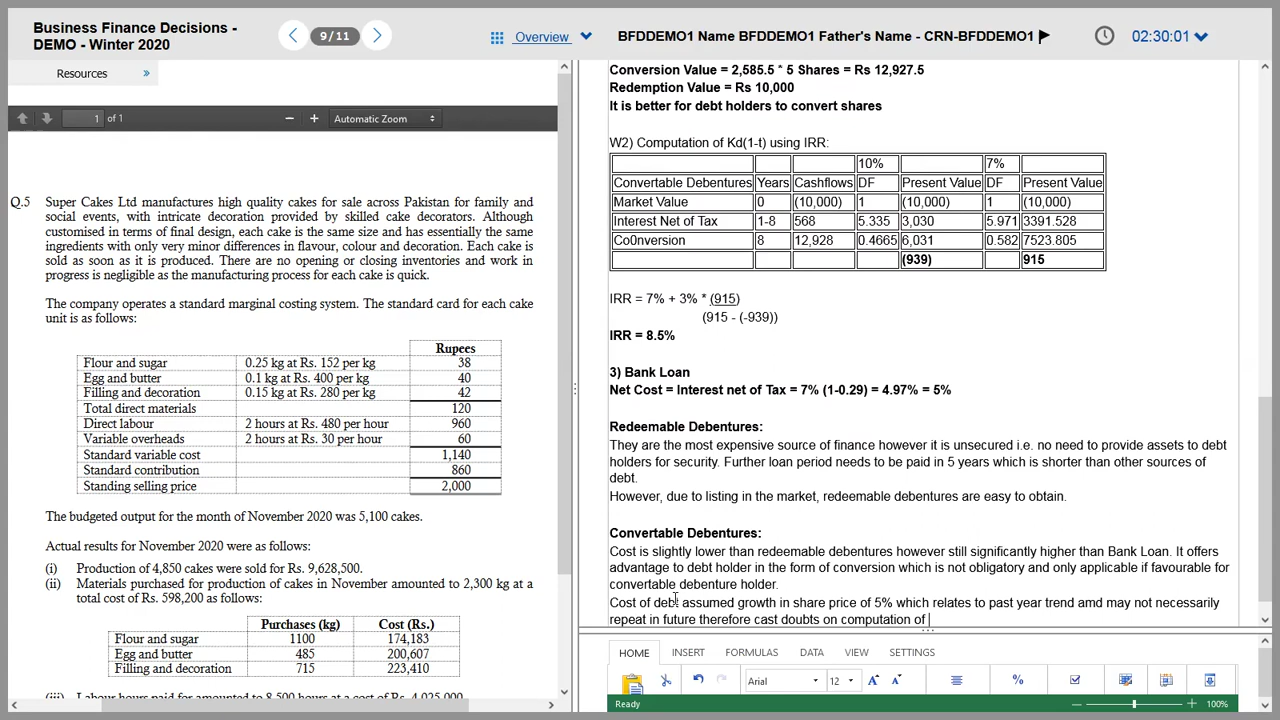 Business Finance Decisions -
DEMO - Winter 2020
9/11
Overview
BFDDEMO1 Name BFDDEMO1 Father's Name - CRN-BFDDEMO1
02:30:01
Resources »
1 of 1
Automatic Zoom
Q.5 Super Cakes Ltd manufactures high quality cakes for sale across Pakistan for family and
social events, with intricate decoration provided by skilled cake decorators. Although
customised in terms of final design, each cake is the same size and has essentially the same
ingredients with only very minor differences in flavour, colour and decoration. Each cake is
sold as soon as it is produced. There are no opening or closing inventories and work in
progress is negligible as the manufacturing process for each cake is quick.
The company operates a standard marginal costing system. The standard card for each cake
unit is as follows:
Rupees
Flour and sugar 0.25 kg at Rs. 152 per kg 38
Egg and butter 0.1 kg at Rs. 400 per kg 40
Filling and decoration 0.15 kg at Rs. 280 per kg 42
Total direct materials 120
Direct labour 2 hours at Rs. 480 per hour 960
Variable overheads 2 hours at Rs. 30 per hour 60
Standard variable cost 1,140
Standard contribution 860
Standing selling price 2,000
The budgeted output for the month of November 2020 was 5,100 cakes.
Actual results for November 2020 were as follows:
(i) Production of 4,850 cakes were sold for Rs. 9,628,500.
(ii) Materials purchased for production of cakes in November amounted to 2,300 kg at a
total cost of Rs. 598,200 as follows:
Purchases (kg) Cost (Rs.)
Flour and sugar 1100 174,183
Egg and butter 485 200,607
Filling and decoration 715 223,410
(iii) Labour hours paid for amounted to 8,500 hours at a cost of Rs. 4,025,000
Conversion Value = 2,585.5 * 5 Shares = Rs 12,927.5
Redemption Value = Rs 10,000
It is better for debt holders to convert shares
W2) Computation of Kd(1-t) using IRR:
10% 7%
Convertable Debentures Years Cashflows DF Present Value DF Present Value
Market Value 0 (10,000) 1 (10,000) 1 (10,000)
Interest Net of Tax 1-8 568 5.335 3,030 5.971 3391.528
Co0nversion 8 12,928 0.4665 6,031 0.582 7523.805
(939) 915
IRR = 7% + 3% * (915)
(915 - (-939))
IRR = 8.5%
3) Bank Loan
Net Cost = Interest net of Tax = 7% (1-0.29) = 4.97% = 5%
Redeemable Debentures:
They are the most expensive source of finance however it is unsecured i.e. no need to provide assets to debt
holders for security. Further loan period needs to be paid in 5 years which is shorter than other sources of
debt.
However, due to listing in the market, redeemable debentures are easy to obtain.
Convertable Debentures:
Cost is slightly lower than redeemable debentures however still significantly higher than Bank Loan. It offers
advantage to debt holder in the form of conversion which is not obligatory and only applicable if favourable for
convertable debenture holder.
Cost of debt assumed growth in share price of 5% which relates to past year trend amd may not necessarily
repeat in future therefore cast doubts on computation of
HOME INSERT FORMULAS DATA VIEW SETTINGS
Arial 12 A A %
Ready 100%